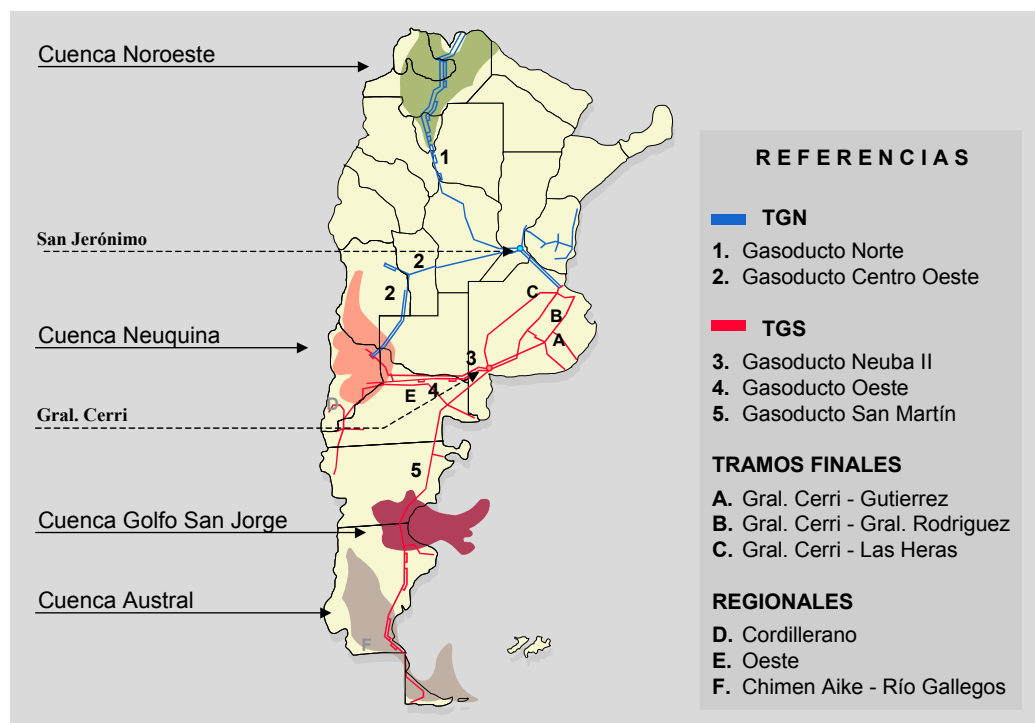 Cuenca Noroeste
San Jerónimo
Cuenca Neuquina
Gral. Cerri
Cuenca Golfo San Jorge
Cuenca Austral
1
2
2
C
B
A
3
4
E
D
5
F
REFERENCIAS
TGN
1. Gasoducto Norte
2. Gasoducto Centro Oeste
TGS
3. Gasoducto Neuba II
4. Gasoducto Oeste
5. Gasoducto San Martín
TRAMOS FINALES
A. Gral. Cerri - Gutierrez
B. Gral. Cerri - Gral. Rodriguez
C. Gral. Cerri - Las Heras
REGIONALES
D. Cordillerano
E. Oeste
F. Chimen Aike - Río Gallegos